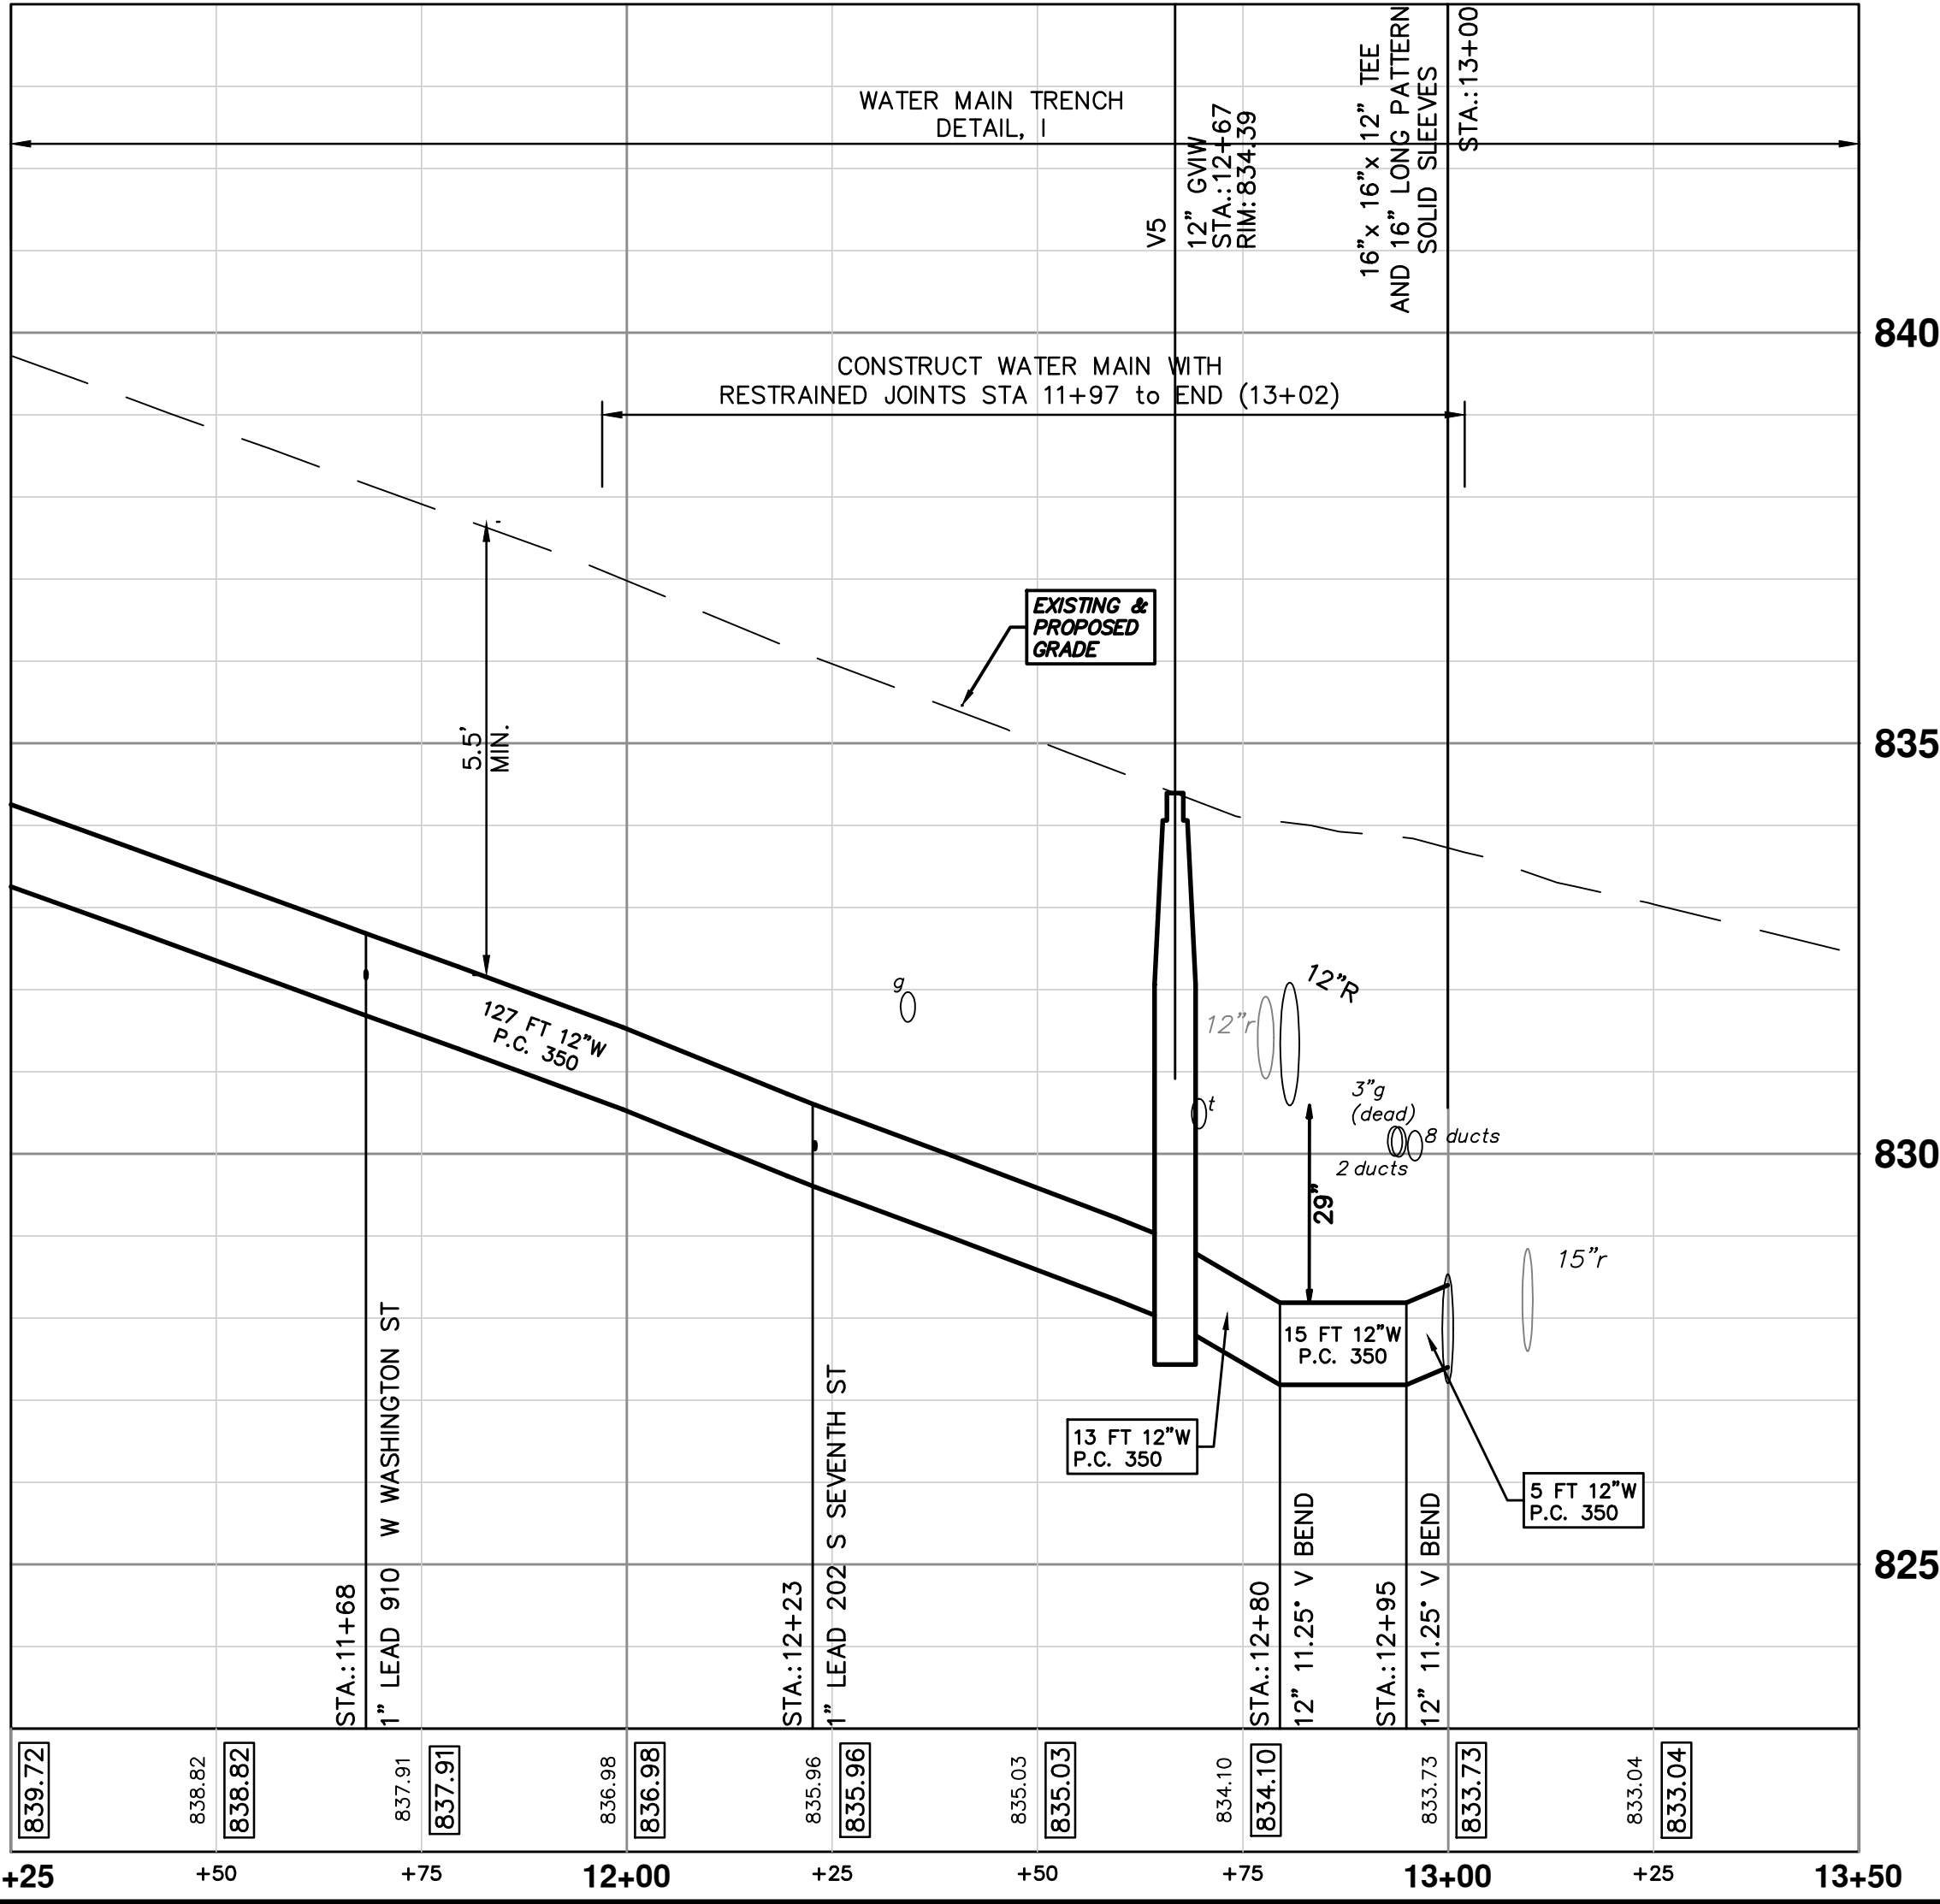 WATER MAIN TRENCH
DETAIL, I
V5
12" GVIW
STA.:12+67
RIM:834.39
16"x 16"x 12" TEE
AND 16" LONG PATTERN
SOLID SLEEVES
STA.:13+00
840
CONSTRUCT WATER MAIN WITH
RESTRAINED JOINTS STA 11+97 to END (13+02)
EXISTING &
PROPOSED
GRADE
835
5.5'
MIN.
127 FT 12"W
P.C. 350
g
12"r
12"R
t
3"g
(dead)
8 ducts
2 ducts
830
29"
15"r
15 FT 12"W
P.C. 350
13 FT 12"W
P.C. 350
5 FT 12"W
P.C. 350
825
STA.:11+68
1" LEAD 910 W WASHINGTON ST
STA.:12+23
1" LEAD 202 S SEVENTH ST
STA.:12+80
12" 11.25° V BEND
STA.:12+95
12" 11.25° V BEND
839.72
838.82
838.82
837.91
837.91
836.98
836.98
835.96
835.96
835.03
835.03
834.10
834.10
833.73
833.73
833.04
833.04
+25
+50
+75
12+00
+25
+50
+75
13+00
+25
13+50